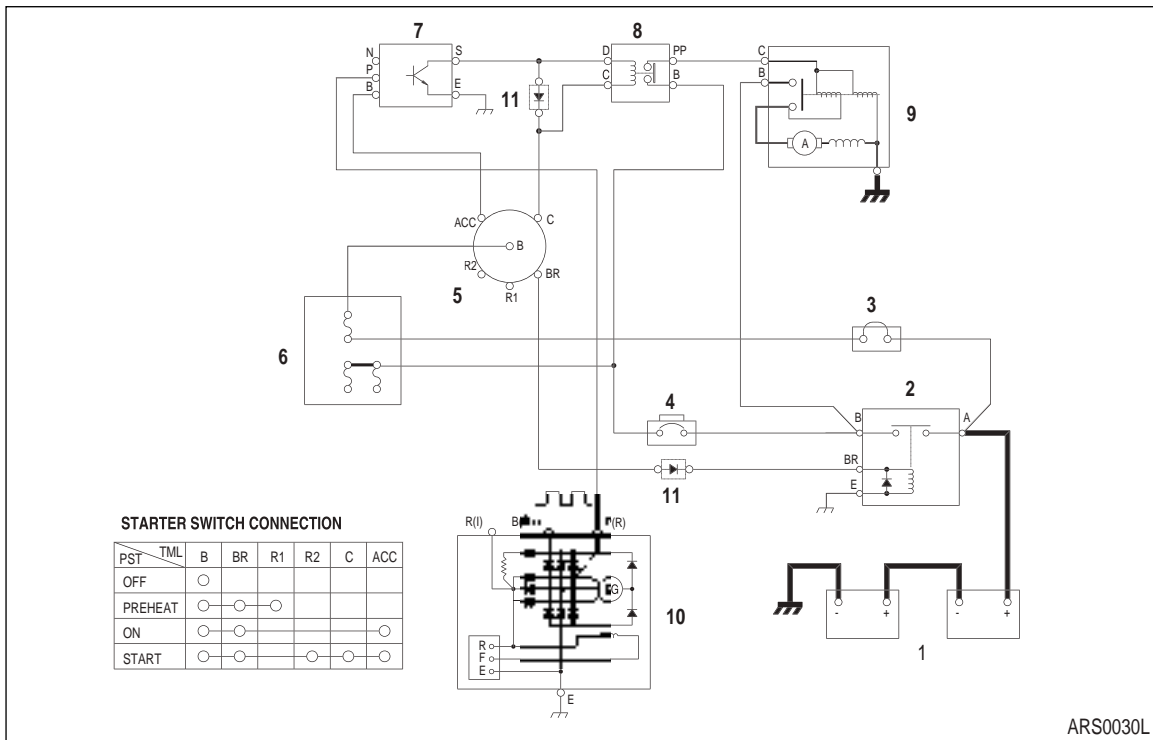 7
8
N
P
B
S
E
D
C
PP
B
C
B
A
9
11
ACC
C
B
R2
BR
R1
5
6
3
4
2
B
A
BR
E
11
R(I)
(R)
G
R
F
E
E
10
- + - +
1
STARTER SWITCH CONNECTION
PST TML B BR R1 R2 C ACC
OFF
PREHEAT
ON
START
ARS0030L